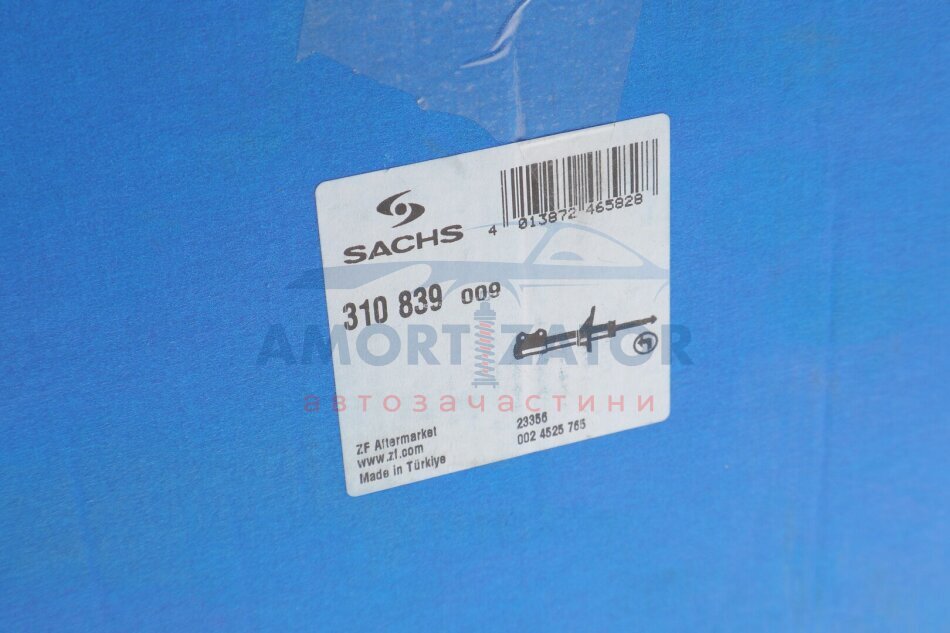 4 013872 465828
SACHS
310 839 009
AMORTIZATOR
автозачастини
ZF Aftermarket
www.zf.com
Made in Türkiye
23356
002 4525 765